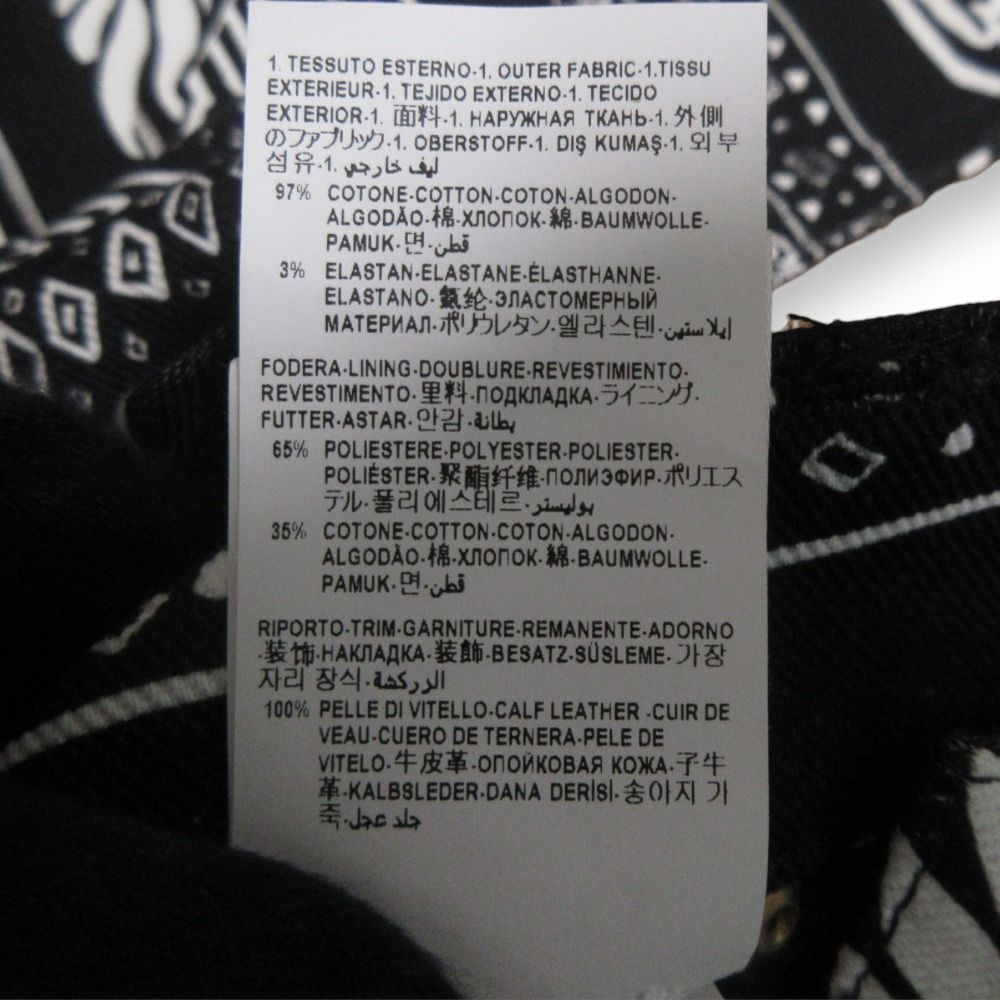 1. TESSUTO ESTERNO-1. OUTER FABRIC-1.TISSU
EXTERIEUR-1. TEJIDO EXTERNO-1. TECIDO
EXTERIOR-1. 面料-1. НАРУЖНАЯ ТКАНЬ-1. 外側
のファブリック-1. OBERSTOFF-1. DIŞ KUMAŞ-1. 외부
섬유-1. ليف خارجي
97% COTONE-COTTON-COTON-ALGODON-
ALGODÃO-棉-ХЛОПОК-綿-BAUMWOLLE-
PAMUK-면-قطن
3% ELASTAN-ELASTANE-ÉLASTHANNE-
ELASTANO-氨纶-ЭЛАСТОМЕРНЫЙ
МАТЕРИАЛ-ポリウレタン-엘라스텐-إيلاستين
FODERA-LINING-DOUBLURE-REVESTIMIENTO-
REVESTIMENTO-里料-ПОДКЛАДКА-ライニング-
FUTTER-ASTAR-안감-بطانة
65% POLIESTERE-POLYESTER-POLIESTER-
POLIÉSTER-聚酯纤维-ПОЛИЭФИР-ポリエス
テル-폴리에스테르-بوليستر
35% COTONE-COTTON-COTON-ALGODON-
ALGODÃO-棉-ХЛОПОК-綿-BAUMWOLLE-
PAMUK-면-قطن
RIPORTO-TRIM-GARNITURE-REMANENTE-ADORNO
-装饰-НАКЛАДКА-装飾-BESATZ-SÜSLEME-가장
자리 장식-الزركشة
100% PELLE DI VITELLO-CALF LEATHER -CUIR DE
VEAU-CUERO DE TERNERA-PELE DE
VITELO-牛皮革-ОПОЙКОВАЯ КОЖА-子牛
革-KALBSLEDER-DANA DERİSİ-송아지 가
죽-جلد عجل